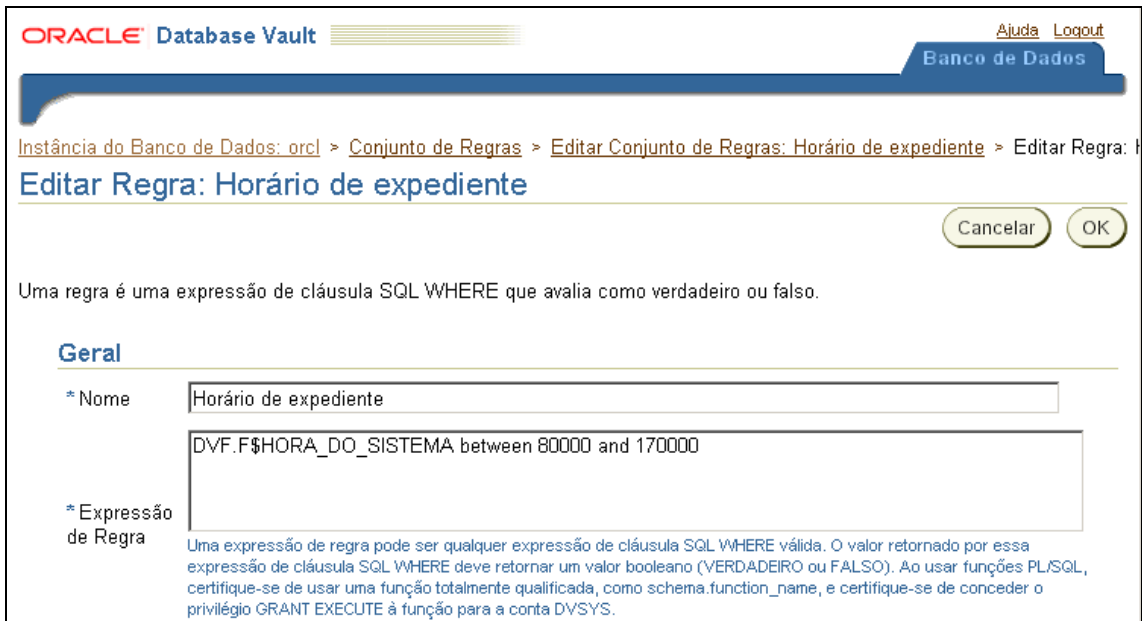 ORACLE Database Vault
Ajuda Logout
Banco de Dados
Instância do Banco de Dados: orcl > Conjunto de Regras > Editar Conjunto de Regras: Horário de expediente > Editar Regra:
Editar Regra: Horário de expediente
Cancelar OK
Uma regra é uma expressão de cláusula SQL WHERE que avalia como verdadeiro ou falso.
Geral
* Nome
Horário de expediente
DVF.F$HORA_DO_SISTEMA between 80000 and 170000
* Expressão
de Regra
Uma expressão de regra pode ser qualquer expressão de cláusula SQL WHERE válida. O valor retornado por essa
expressão de cláusula SQL WHERE deve retornar um valor booleano (VERDADEIRO ou FALSO). Ao usar funções PL/SQL,
certifique-se de usar uma função totalmente qualificada, como schema.function_name, e certifique-se de conceder o
privilégio GRANT EXECUTE à função para a conta DVSYS.